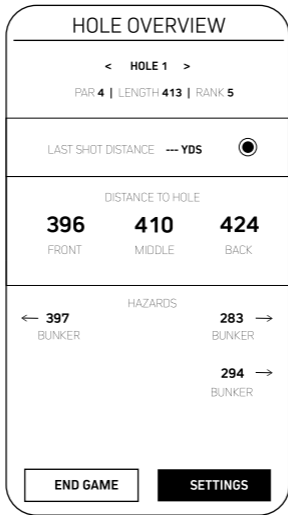 HOLE OVERVIEW
< HOLE 1 >
PAR 4 | LENGTH 413 | RANK 5
LAST SHOT DISTANCE --- YDS
DISTANCE TO HOLE
396 410 424
FRONT MIDDLE BACK
HAZARDS
← 397 283 →
BUNKER BUNKER
294 →
BUNKER
END GAME SETTINGS